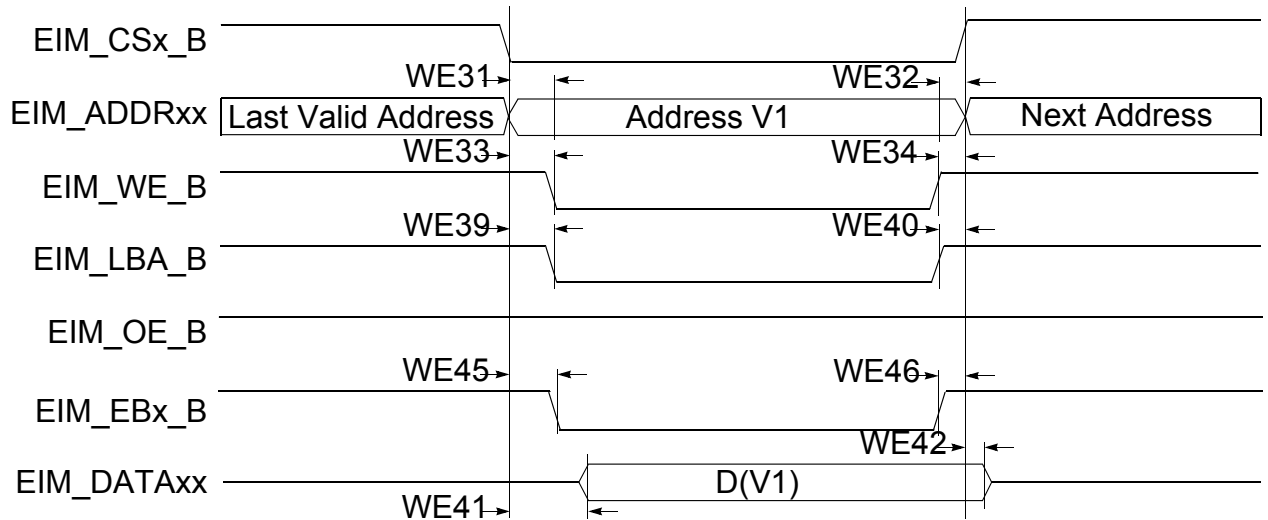 EIM_CSx_B
WE31 WE32
EIM_ADDRxx Last Valid Address Address V1 Next Address
WE33 WE34
EIM_WE_B
WE39 WE40
EIM_LBA_B
EIM_OE_B
WE45 WE46
EIM_EBx_B
WE42
EIM_DATAxx D(V1)
WE41